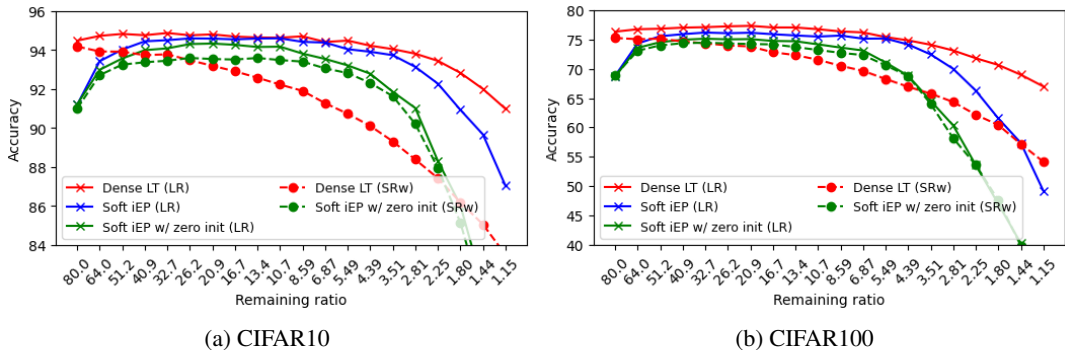 96
94
92
90
88
86
84
Accuracy
Dense LT (LR)
Soft iEP (LR)
Soft iEP w/ zero init (LR)
Dense LT (SRw)
Soft iEP w/ zero init (SRw)
80.0 64.0 51.2 40.9 32.7 26.2 20.9 16.7 13.4 10.7 8.59 6.87 5.49 4.39 3.51 2.81 2.25 1.80 1.44 1.15
Remaining ratio
(a) CIFAR10
80
75
70
65
60
55
50
45
40
Accuracy
Dense LT (LR)
Soft iEP (LR)
Soft iEP w/ zero init (LR)
Dense LT (SRw)
Soft iEP w/ zero init (SRw)
80.0 64.0 51.2 40.9 32.7 26.2 20.9 16.7 13.4 10.7 8.59 6.87 5.49 4.39 3.51 2.81 2.25 1.80 1.44 1.15
Remaining ratio
(b) CIFAR100